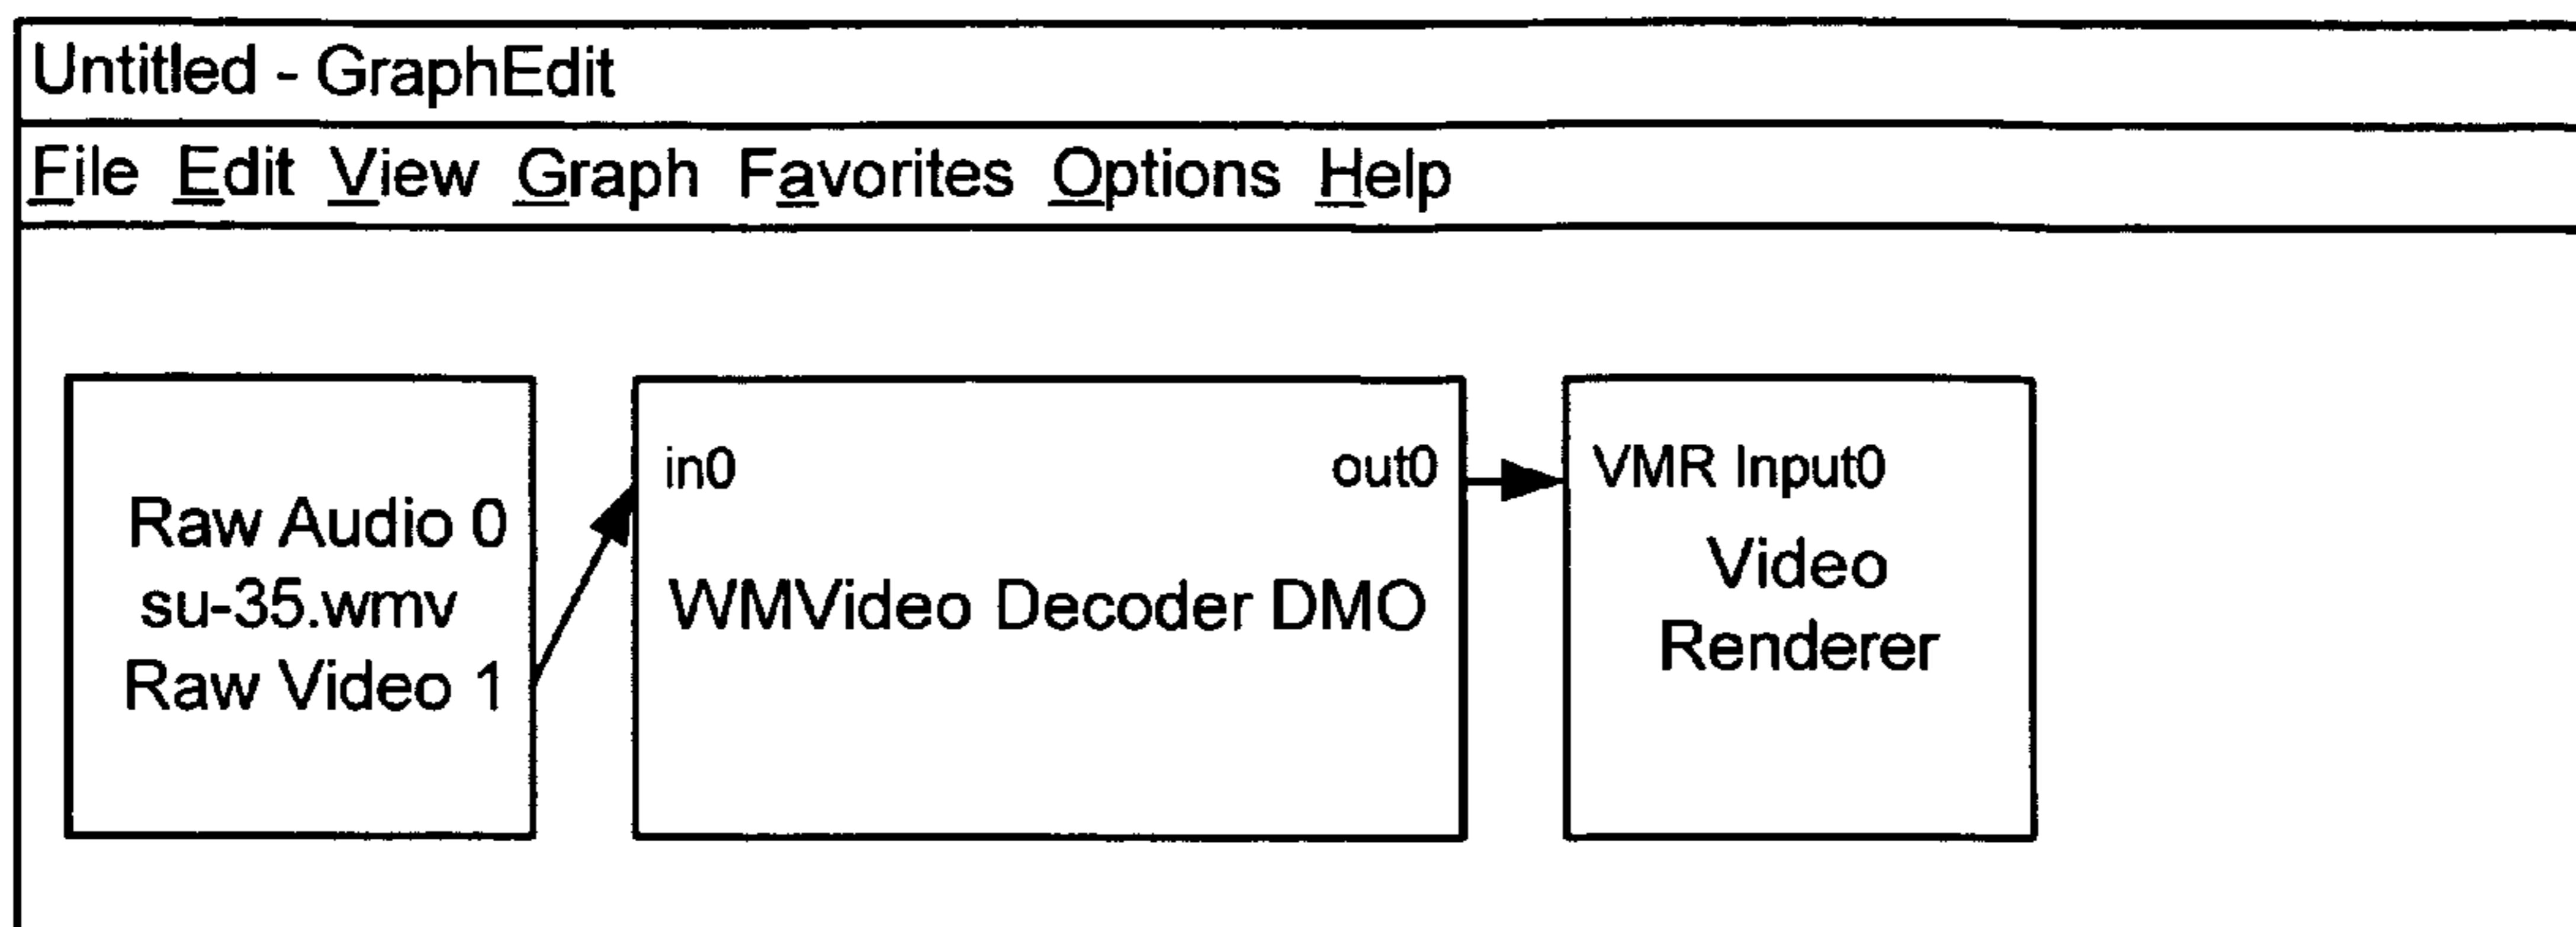 Untitled - GraphEdit
File Edit View Graph Favorites Options Help
Raw Audio 0
su-35.wmv
Raw Video 1
in0
out0
WMVideo Decoder DMO
VMR Input0
Video
Renderer